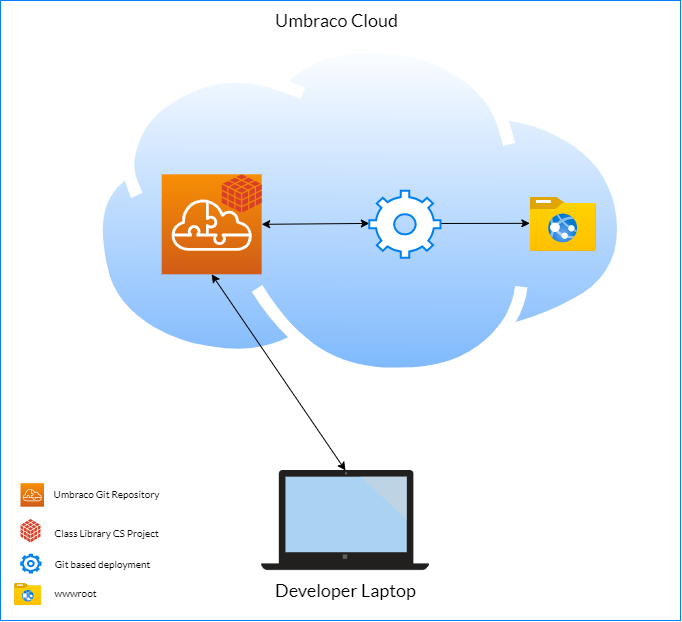 Umbraco Cloud
Umbraco Git Repository
Class Library CS Project
Git based deployment
wwwroot
Developer Laptop